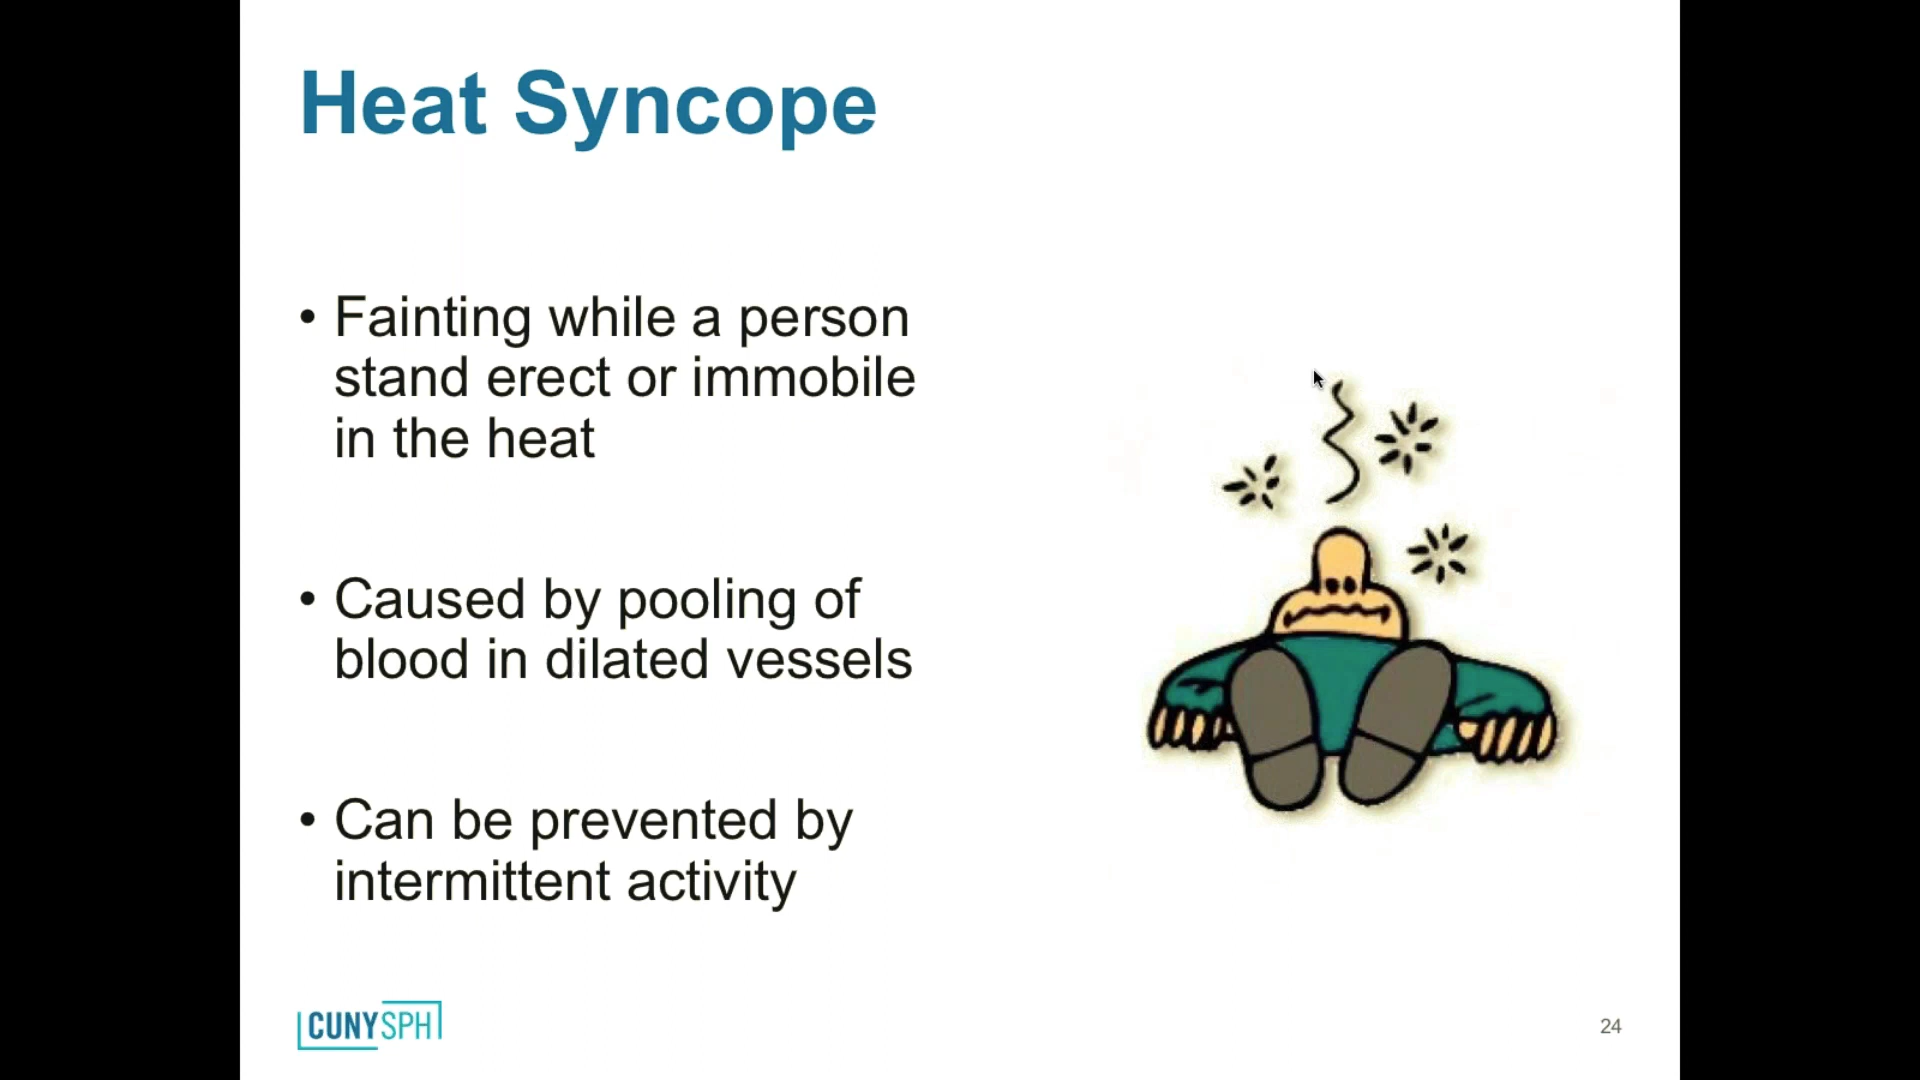 Heat Syncope
• Fainting while a person
stand erect or immobile
in the heat
• Caused by pooling of
blood in dilated vessels
• Can be prevented by
intermittent activity
CUNYSPH
24